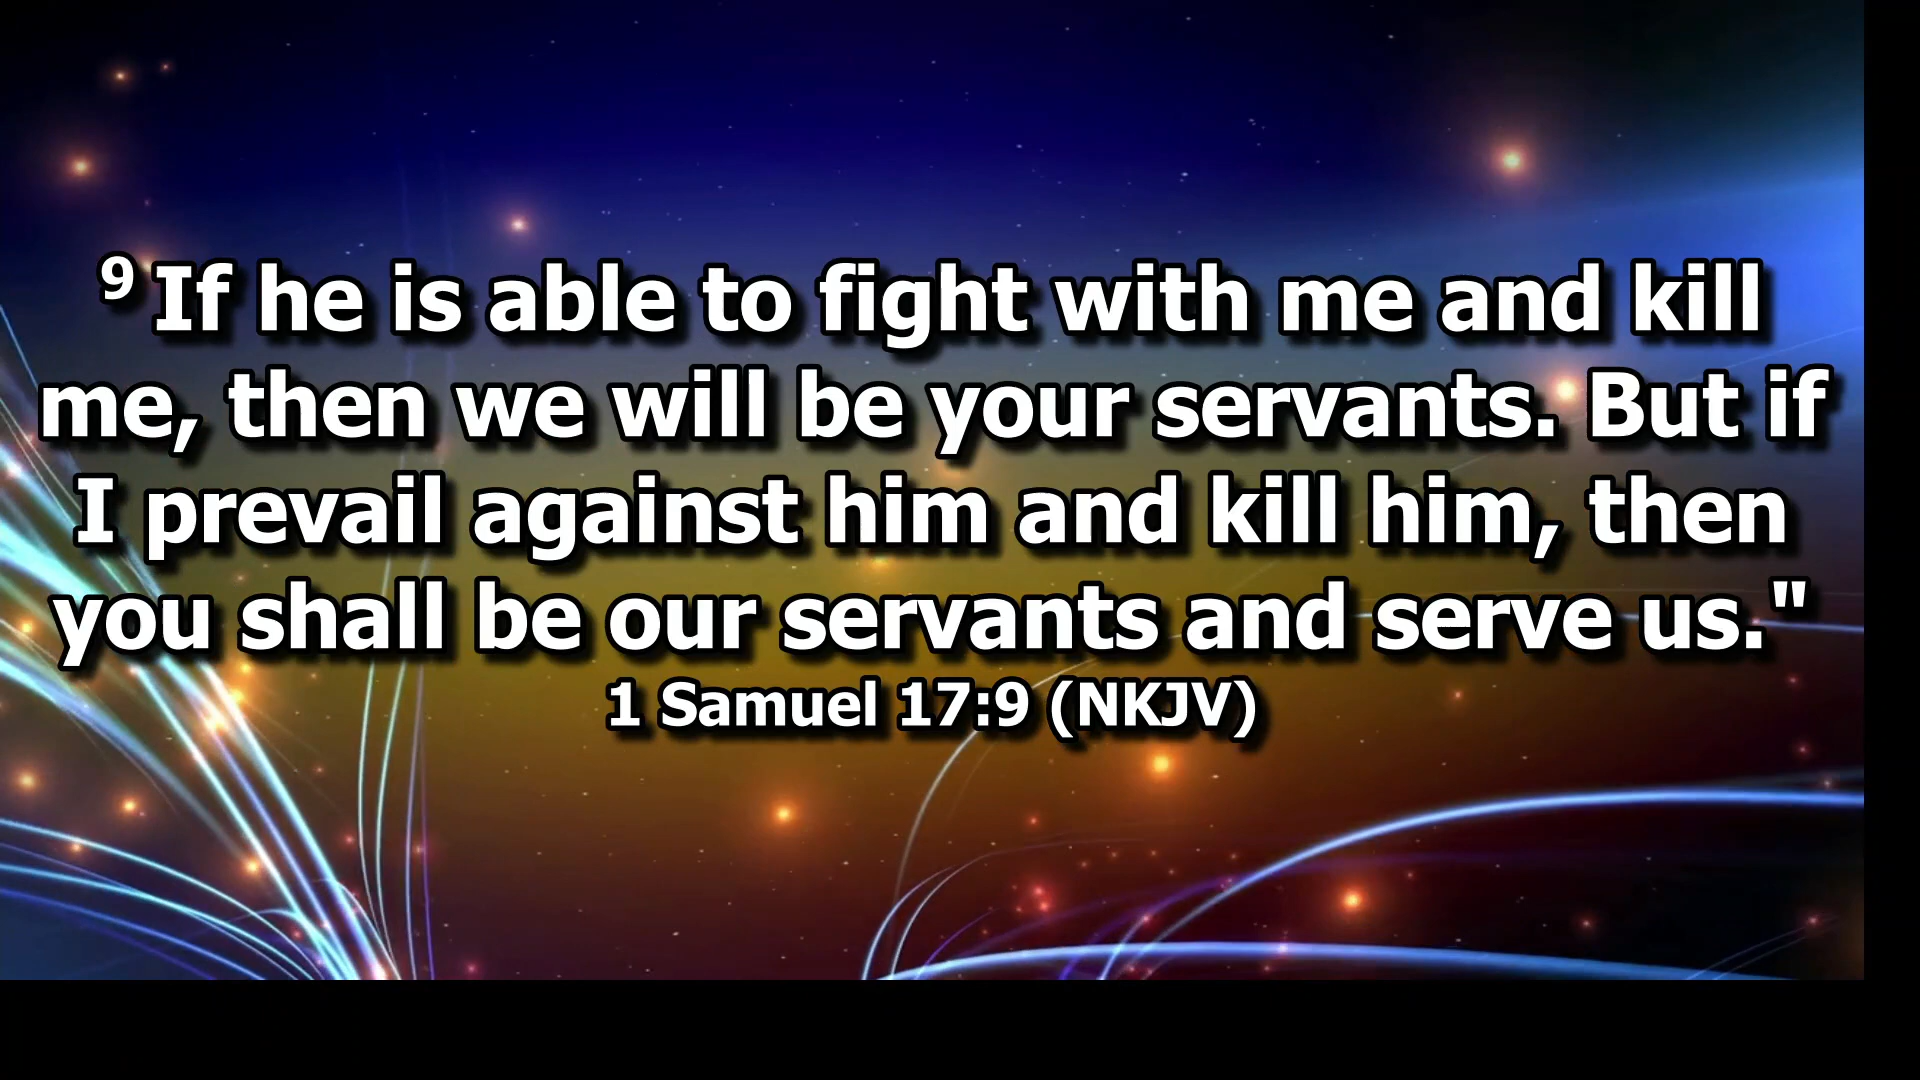 9 If he is able to fight with me and kill
me, then we will be your servants. But if
I prevail against him and kill him, then
you shall be our servants and serve us."
1 Samuel 17:9 (NKJV)